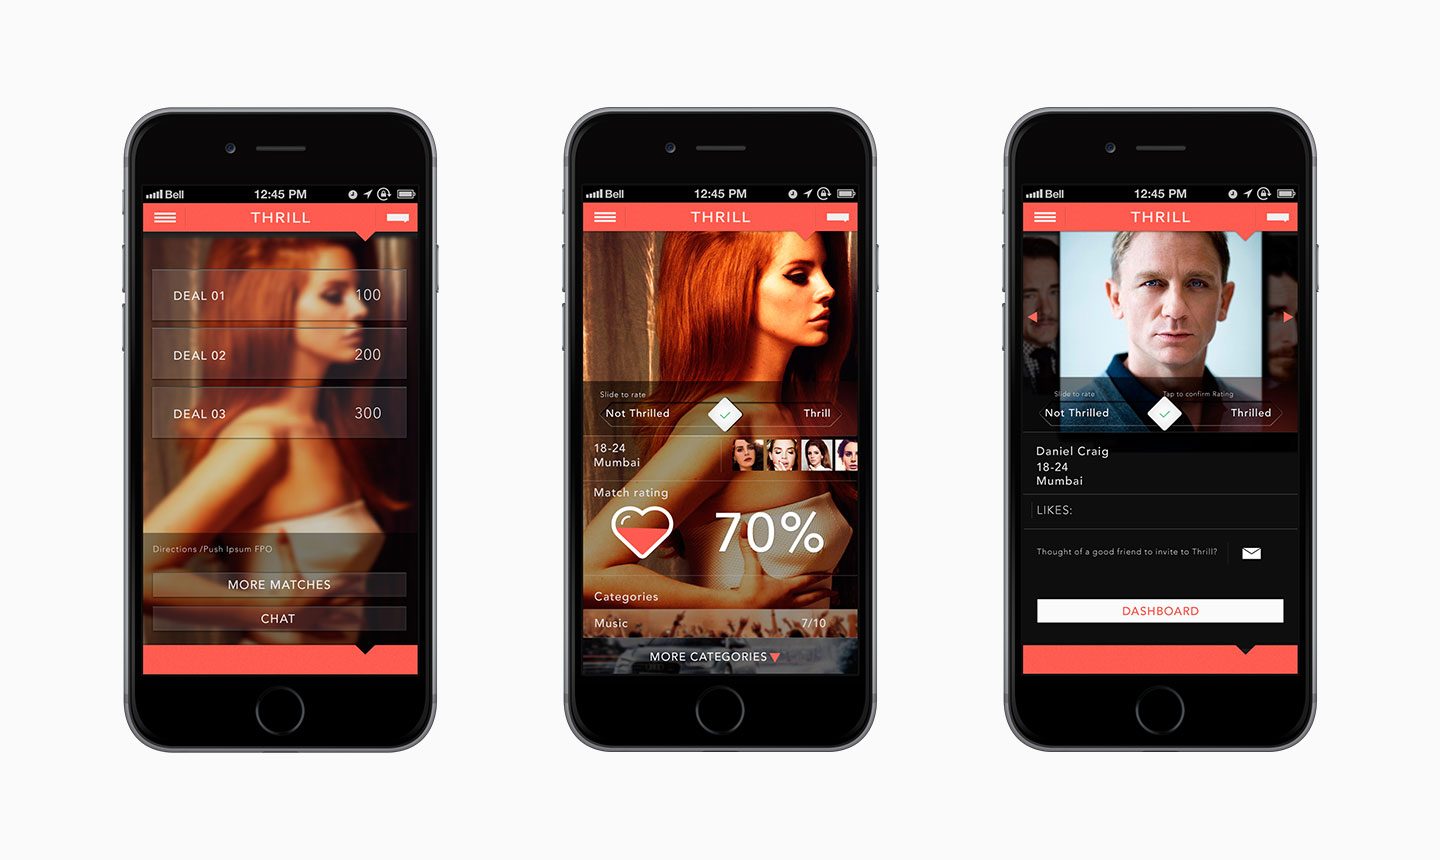 Bell 12:45 PM
THRILL
DEAL 01 100
DEAL 02 200
DEAL 03 300
Directions /Push Ipsum FPO
MORE MATCHES
CHAT
Bell 12:45 PM
THRILL
Slide to rate
Not Thrilled Thrill
18-24
Mumbai
Match rating
70%
Categories
Music 7/10
MORE CATEGORIES
Bell 12:45 PM
THRILL
Slide to rate Tap to confirm Rating
Not Thrilled Thrilled
Daniel Craig
18-24
Mumbai
LIKES:
Thought of a good friend to invite to Thrill?
DASHBOARD